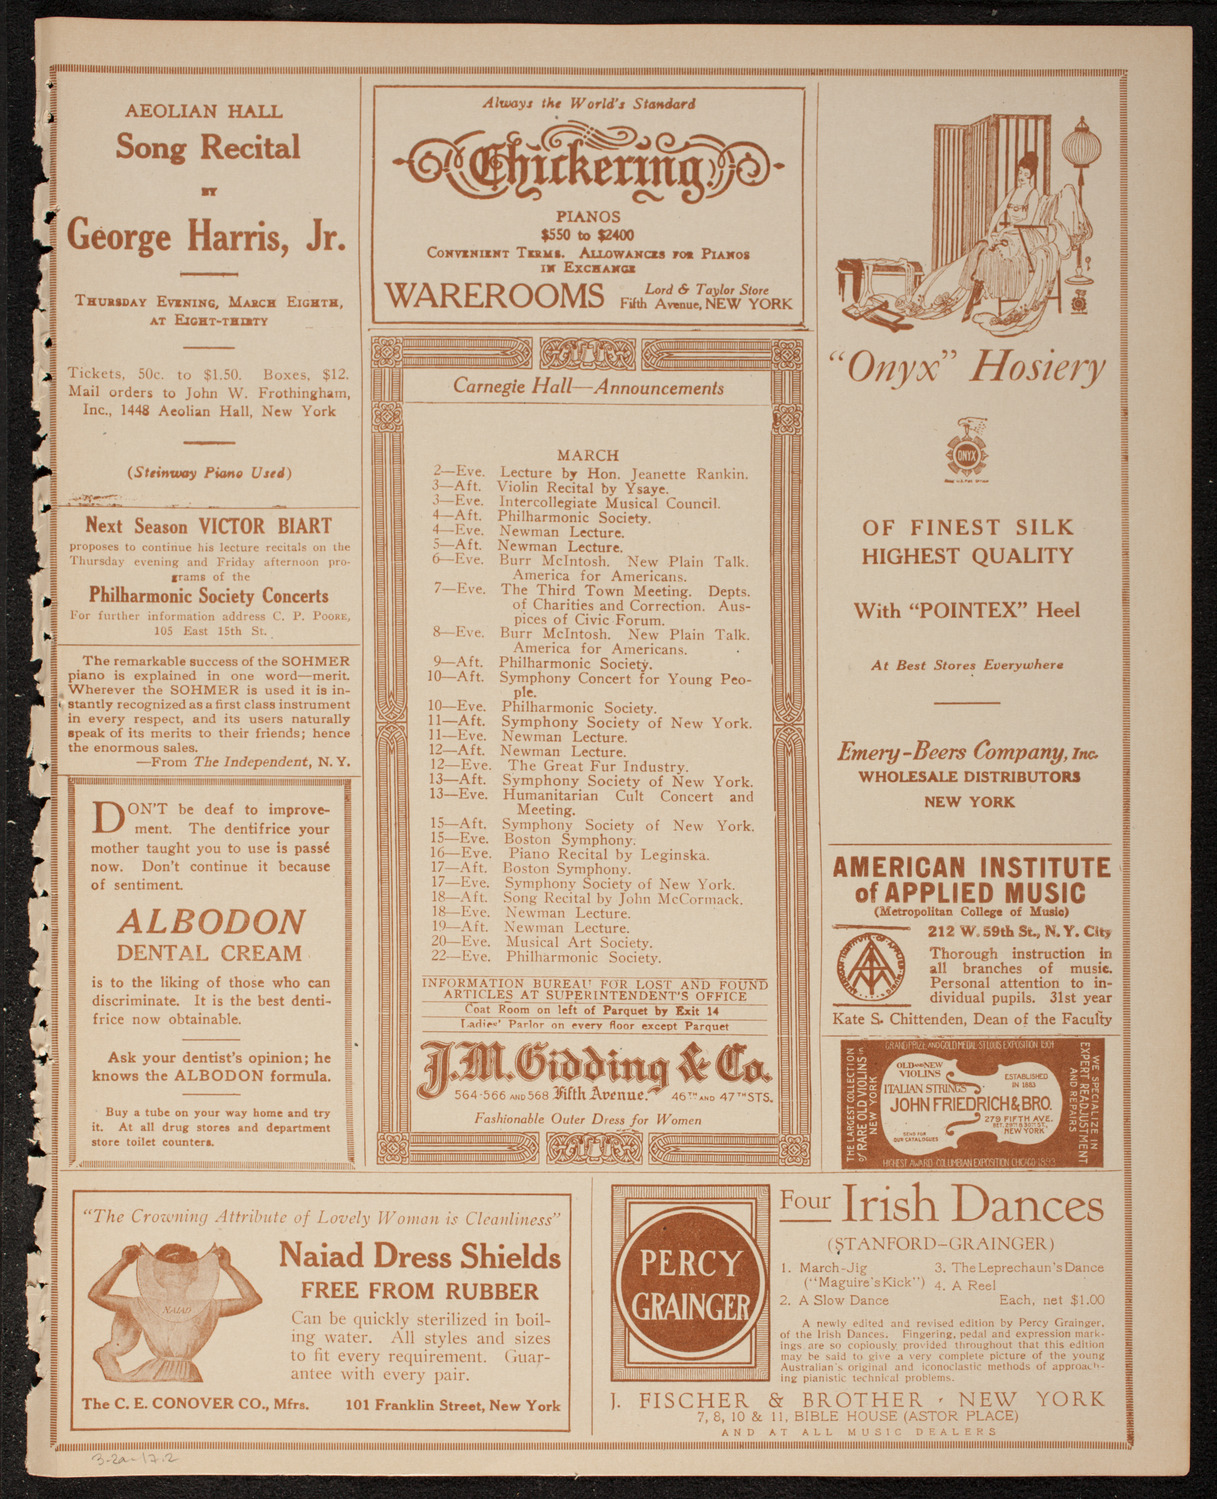 AEOLIAN HALL
Song Recital
BY
George Harris, Jr.
THURSDAY EVENING, MARCH EIGHTH,
AT EIGHT-THIRTY
Tickets, 50c. to $1.50. Boxes, $12.
Mail orders to John W. Frothingham,
Inc., 1448 Aeolian Hall, New York
(Steinway Piano Used)
Next Season VICTOR BIART
proposes to continue his lecture recitals on the
Thursday evening and Friday afternoon pro-
grams of the
Philharmonic Society Concerts
For further information address C. P. POORE,
105 East 15th St.
The remarkable success of the SOHMER
piano is explained in one word—merit.
Wherever the SOHMER is used it is in-
stantly recognized as a first class instrument
in every respect, and its users naturally
speak of its merits to their friends; hence
the enormous sales.
—From The Independent, N. Y.
DON'T be deaf to improve-
ment. The dentifrice your
mother taught you to use is passé
now. Don't continue it because
of sentiment.
ALBODON
DENTAL CREAM
is to the liking of those who can
discriminate. It is the best denti-
frice now obtainable.
Ask your dentist's opinion; he
knows the ALBODON formula.
Buy a tube on your way home and try
it. At all drug stores and department
store toilet counters.
Always the World's Standard
Chickering
PIANOS
$550 to $2400
CONVENIENT TERMS. ALLOWANCES FOR PIANOS
IN EXCHANGE
WAREROOMS Lord & Taylor Store
Fifth Avenue, NEW YORK
Carnegie Hall—Announcements
MARCH
2—Eve. Lecture by Hon. Jeanette Rankin.
3—Aft. Violin Recital by Ysaye.
3—Eve. Intercollegiate Musical Council.
4—Aft. Philharmonic Society.
4—Eve. Newman Lecture.
5—Aft. Newman Lecture.
6—Eve. Burr McIntosh. New Plain Talk.
America for Americans.
7—Eve. The Third Town Meeting. Depts.
of Charities and Correction. Aus-
pices of Civic Forum.
8—Eve. Burr McIntosh. New Plain Talk.
America for Americans.
9—Aft. Philharmonic Society.
10—Aft. Symphony Concert for Young Peo-
ple.
10—Eve. Philharmonic Society.
11—Aft. Symphony Society of New York.
11—Eve. Newman Lecture.
12—Aft. Newman Lecture.
12—Eve. The Great Fur Industry.
13—Aft. Symphony Society of New York.
13—Eve. Humanitarian Cult Concert and
Meeting.
15—Aft. Symphony Society of New York.
15—Eve. Boston Symphony.
16—Eve. Piano Recital by Leginska.
17—Aft. Boston Symphony.
17—Eve. Symphony Society of New York.
18—Aft. Song Recital by John McCormack.
18—Eve. Newman Lecture.
19—Aft. Newman Lecture.
20—Eve. Musical Art Society.
22—Eve. Philharmonic Society.
INFORMATION BUREAU FOR LOST AND FOUND
ARTICLES AT SUPERINTENDENT'S OFFICE
Coat Room on left of Parquet by Exit 14
Ladies' Parlor on every floor except Parquet
J.M. Gidding & Co.
564-566 AND 568 Fifth Avenue. 46TH AND 47TH STS.
Fashionable Outer Dress for Women
"Onyx" Hosiery
ONYX
OF FINEST SILK
HIGHEST QUALITY
With "POINTEX" Heel
At Best Stores Everywhere
Emery-Beers Company, Inc.
WHOLESALE DISTRIBUTORS
NEW YORK
AMERICAN INSTITUTE
of APPLIED MUSIC
(Metropolitan College of Music)
212 W. 59th St., N. Y. City
Thorough instruction in
all branches of music.
Personal attention to in-
dividual pupils. 31st year
Kate S. Chittenden, Dean of the Faculty
GRAND PRIZE AND GOLD MEDAL ST LOUIS EXPOSITION 1904
THE LARGEST COLLECTION
of RARE OLD VIOLINS in
NEW YORK
OLD AND NEW
VIOLINS
ITALIAN STRINGS
ESTABLISHED
IN 1883
JOHN FRIEDRICH & BRO.
279 FIFTH AVE.
BET. 29TH & 30TH ST.,
NEW YORK
SEND FOR
OUR CATALOGUES
WE SPECIALIZE IN
EXPERT READJUSTMENT
AND REPAIRS
HIGHEST AWARD COLUMBIAN EXPOSITION CHICAGO 1893
"The Crowning Attribute of Lovely Woman is Cleanliness"
NAIAD
Naiad Dress Shields
FREE FROM RUBBER
Can be quickly sterilized in boil-
ing water. All styles and sizes
to fit every requirement. Guar-
antee with every pair.
The C. E. CONOVER CO., Mfrs. 101 Franklin Street, New York
PERCY
GRAINGER
Four Irish Dances
(STANFORD-GRAINGER)
1. March-Jig
("Maguire's Kick")
2. A Slow Dance
3. The Leprechaun's Dance
4. A Reel
Each, net $1.00
A newly edited and revised edition by Percy Grainger,
of the Irish Dances. Fingering, pedal and expression mark-
ings are so copiously provided throughout that this edition
may be said to give a very complete picture of the young
Australian's original and iconoclastic methods of approach-
ing pianistic technical problems.
J. FISCHER & BROTHER · NEW YORK
7, 8, 10 & 11, BIBLE HOUSE (ASTOR PLACE)
AND AT ALL MUSIC DEALERS